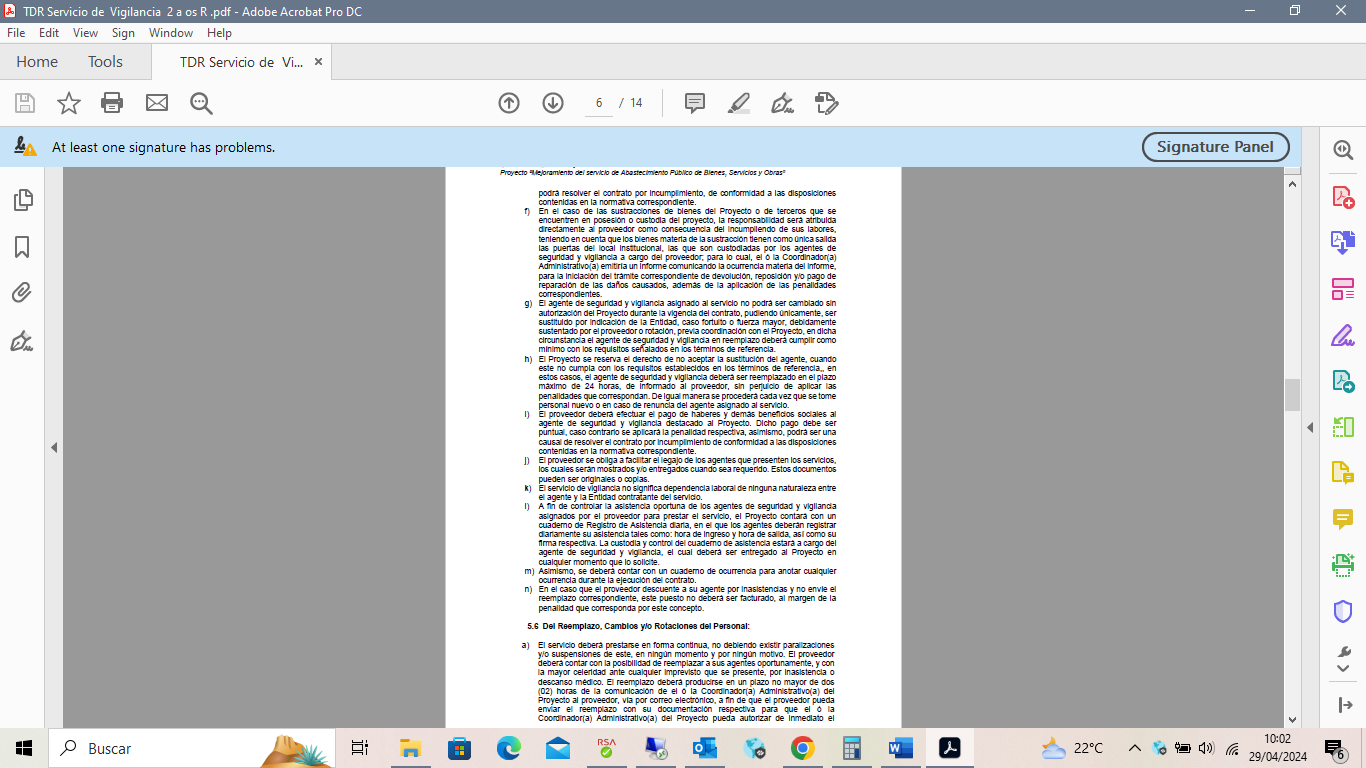 TDR Servicio de Vigilancia 2 a os R .pdf - Adobe Acrobat Pro DC
File Edit View Sign Window Help
Home Tools TDR Servicio de Vi... ×
6 / 14
At least one signature has problems.
Signature Panel
Proyecto "Mejoramiento del servicio de Abastecimiento Público de Bienes, Servicios y Obras"
podrá resolver el contrato por incumplimiento, de conformidad a las disposiciones
contenidas en la normativa correspondiente.
f) En el caso de las sustracciones de bienes del Proyecto o de terceros que se
encuentren en posesión o custodia del proyecto, la responsabilidad será atribuida
directamente al proveedor como consecuencia del incumpliendo de sus labores,
teniendo en cuenta que los bienes materia de la sustracción tienen como única salida
las puertas del local institucional, las que son custodiadas por los agentes de
seguridad y vigilancia a cargo del proveedor; para lo cual, el ó la Coordinador(a)
Administrativo(a) emitiría un informe comunicando la ocurrencia materia del informe,
para la iniciación del trámite correspondiente de devolución, reposición y/o pago de
reparación de las daños causados, además de la aplicación de las penalidades
correspondientes.
g) El agente de seguridad y vigilancia asignado al servicio no podrá ser cambiado sin
autorización del Proyecto durante la vigencia del contrato, pudiendo únicamente, ser
sustituido por indicación de la Entidad, caso fortuito o fuerza mayor, debidamente
sustentado por el proveedor o rotación, previa coordinación con el Proyecto, en dicha
circunstancia el agente de seguridad y vigilancia en reemplazo deberá cumplir como
mínimo con los requisitos señalados en los términos de referencia.
h) El Proyecto se reserva el derecho de no aceptar la sustitución del agente, cuando
este no cumpla con los requisitos establecidos en los términos de referencia,, en
estos casos, el agente de seguridad y vigilancia deberá ser reemplazado en el plazo
máximo de 24 horas, de informado al proveedor, sin perjuicio de aplicar las
penalidades que correspondan. De igual manera se procederá cada vez que se tome
personal nuevo o en caso de renuncia del agente asignado al servicio.
i) El proveedor deberá efectuar el pago de haberes y demás beneficios sociales al
agente de seguridad y vigilancia destacado al Proyecto. Dicho pago debe ser
puntual, caso contrario se aplicará la penalidad respectiva, asimismo, podrá ser una
causal de resolver el contrato por incumplimiento de conformidad a las disposiciones
contenidas en la normativa correspondiente.
j) El proveedor se obliga a facilitar el legajo de los agentes que presenten los servicios,
los cuales serán mostrados y/o entregados cuando sea requerido. Estos documentos
pueden ser originales o copias.
k) El servicio de vigilancia no significa dependencia laboral de ninguna naturaleza entre
el agente y la Entidad contratante del servicio.
l) A fin de controlar la asistencia oportuna de los agentes de seguridad y vigilancia
asignados por el proveedor para prestar el servicio, el Proyecto contará con un
cuaderno de Registro de Asistencia diaria, en el que los agentes deberán registrar
diariamente su asistencia tales como: hora de ingreso y hora de salida, así como su
firma respectiva. La custodia y control del cuaderno de asistencia estará a cargo del
agente de seguridad y vigilancia, el cual deberá ser entregado al Proyecto en
cualquier momento que lo solicite.
m) Asimismo, se deberá contar con un cuaderno de ocurrencia para anotar cualquier
ocurrencia durante la ejecución del contrato.
n) En el caso que el proveedor descuente a su agente por inasistencias y no envíe el
reemplazo correspondiente, este puesto no deberá ser facturado, al margen de la
penalidad que corresponda por este concepto.
5.6 Del Reemplazo, Cambios y/o Rotaciones del Personal:
a) El servicio deberá prestarse en forma continua, no debiendo existir paralizaciones
y/o suspensiones de este, en ningún momento y por ningún motivo. El proveedor
deberá contar con la posibilidad de reemplazar a sus agentes oportunamente, y con
la mayor celeridad ante cualquier imprevisto que se presente, por inasistencia o
descanso médico. El reemplazo deberá producirse en un plazo no mayor de dos
(02) horas de la comunicación de el ó la Coordinador(a) Administrativo(a) del
Proyecto al proveedor, vía por correo electrónico, a fin de que el proveedor pueda
enviar el reemplazo con su documentación respectiva para que el ó la
Coordinador(a) Administrativo(a) del Proyecto pueda autorizar de inmediato el
Buscar
RSA
22°C
10:02
29/04/2024
6